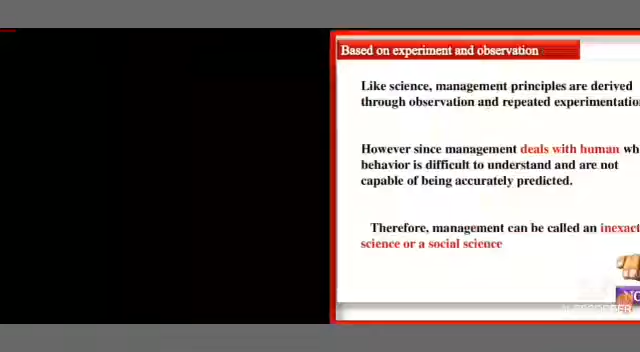 Based on experiment and observation
Like science, management principles are derived
through observation and repeated experimentation
However since management deals with human wh
behavior is difficult to understand and are not
capable of being accurately predicted.
Therefore, management can be called an inexact
science or a social science
NO